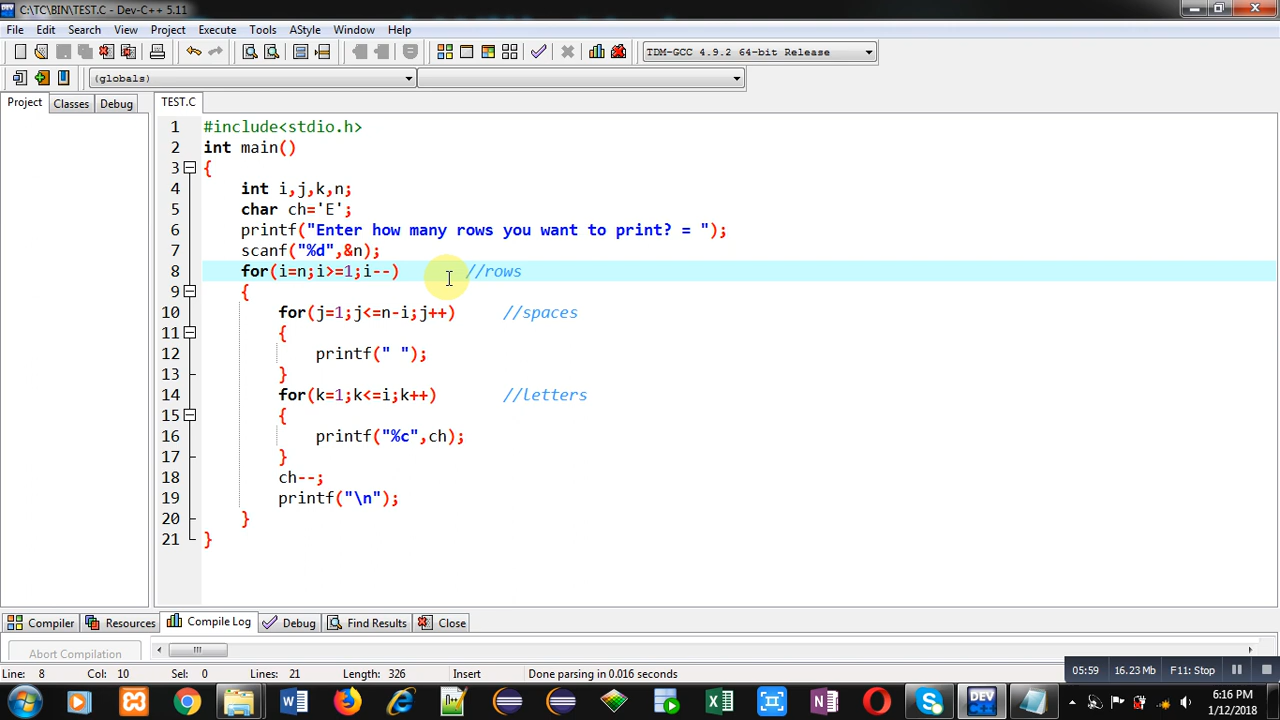 C:\TC\BIN\TEST.C - Dev-C++ 5.11
File Edit Search View Project Execute Tools AStyle Window Help
TDM-GCC 4.9.2 64-bit Release
(globals)
Project Classes Debug TEST.C
1 #include<stdio.h>
2 int main()
3 {
4 int i,j,k,n;
5 char ch='E';
6 printf("Enter how many rows you want to print? = ");
7 scanf("%d",&n);
8 for(i=n;i>=1;i--) //rows
9 {
10 for(j=1;j<=n-i;j++) //spaces
11 {
12 printf(" ");
13 }
14 for(k=1;k<=i;k++) //letters
15 {
16 printf("%c",ch);
17 }
18 ch--;
19 printf("\n");
20 }
21 }
Compiler Resources Compile Log Debug Find Results Close
Abort Compilation
Line: 8 Col: 10 Sel: 0 Lines: 21 Length: 326 Insert Done parsing in 0.016 seconds
05:59 16.23 Mb F11: Stop
6:16 PM
1/12/2018